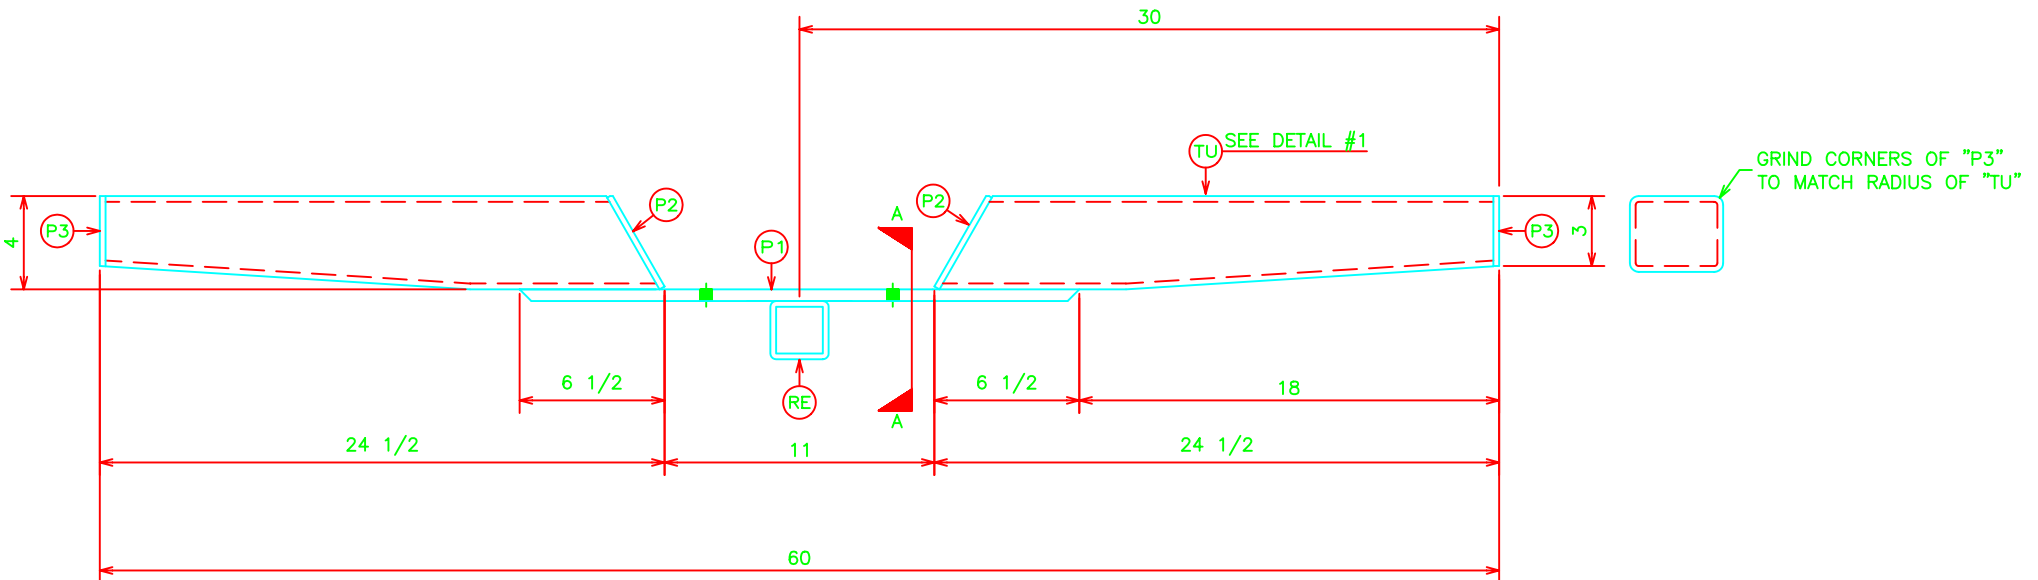 30
SEE DETAIL #1
TU
GRIND CORNERS OF "P3"
TO MATCH RADIUS OF "TU"
P2
P2
A
P3
P3
4
3
P1
6 1/2
6 1/2
18
RE
A
24 1/2
11
24 1/2
60